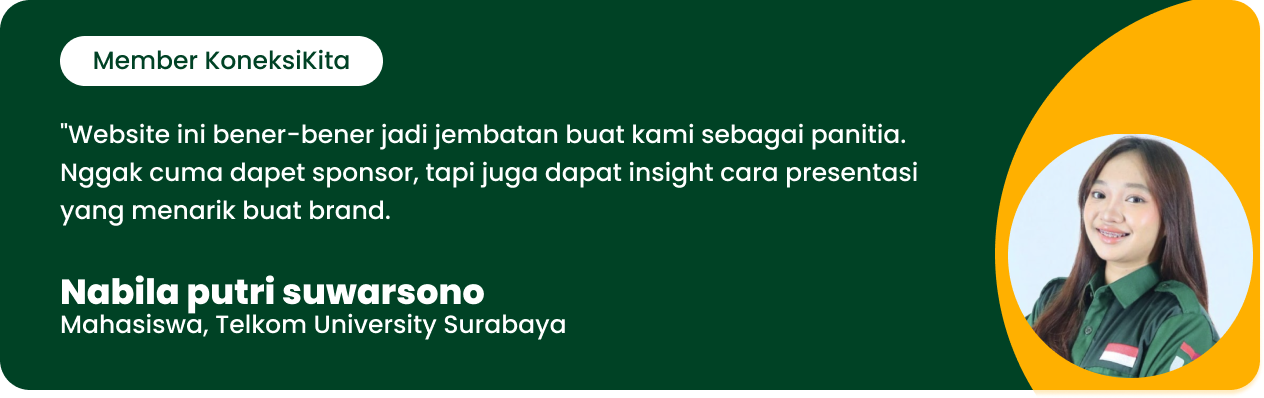 Member KoneksiKita
"Website ini bener-bener jadi jembatan buat kami sebagai panitia.
Nggak cuma dapet sponsor, tapi juga dapat insight cara presentasi
yang menarik buat brand.
Nabila putri suwarsono
Mahasiswa, Telkom University Surabaya